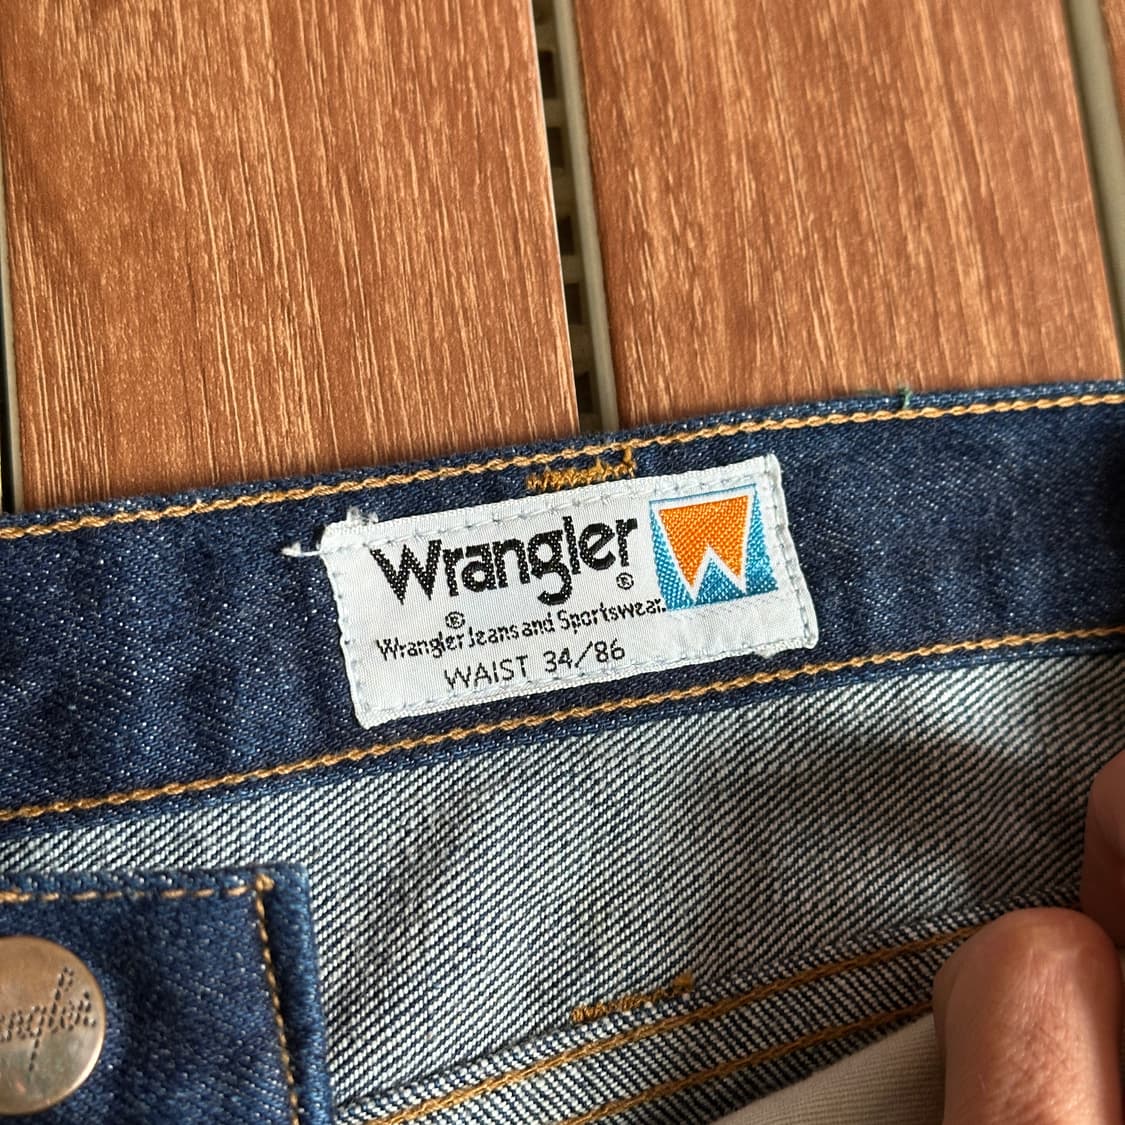 Wrangler
®
®
Wrangler Jeans and Sportswear.
WAIST 34/86